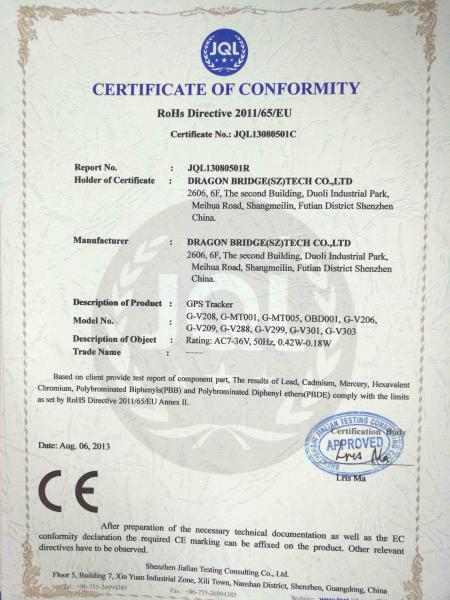 JQL
CERTIFICATE OF CONFORMITY
RoHs Directive 2011/65/EU
Certificate No.: JQL13080501C
Report No. : JQL13080501R
Holder of Certificate : DRAGON BRIDGE(SZ)TECH CO.,LTD
2606, 6F, The second Building, Duoli Industrial Park,
Meihua Road, Shangmeilin, Futian District Shenzhen
China.
Manufacturer : DRAGON BRIDGE(SZ)TECH CO.,LTD
2606, 6F, The second Building, Duoli Industrial Park,
Meihua Road, Shangmeilin, Futian District Shenzhen
China.
Description of Product : GPS Tracker
Model No. : G-V208, G-MT001, G-MT005, OBD001, G-V206,
G-V209, G-V288, G-V299, G-V301, G-V303
Description of Object : Rating: AC7-36V, 50Hz, 0.42W-0.18W
Trade Name : ——
Based on client provide test report of component part, The results of Lead, Cadmium, Mercury, Hexavalent
Chromium, Polybrominated Biphenyls(PBB) and Polybrominated Diphenyl ethers(PBDE) comply with the limits
as set by RoHS Directive 2011/65/EU Annex II.
Certification Body
APPROVED
Lris Ma
Date: Aug. 06, 2013
Lris Ma
CE
After preparation of the necessary technical documentation as well as the EC
conformity declaration the required CE marking can be affixed on the product. Other relevant
directives have to be observed.
Shenzhen Jialian Testing Consulting Co., Ltd.
Floor 5, Building 7, Xin Yuan Industrial Zone, Xili Town, Nanshan District, Shenzhen, Guangdong, China